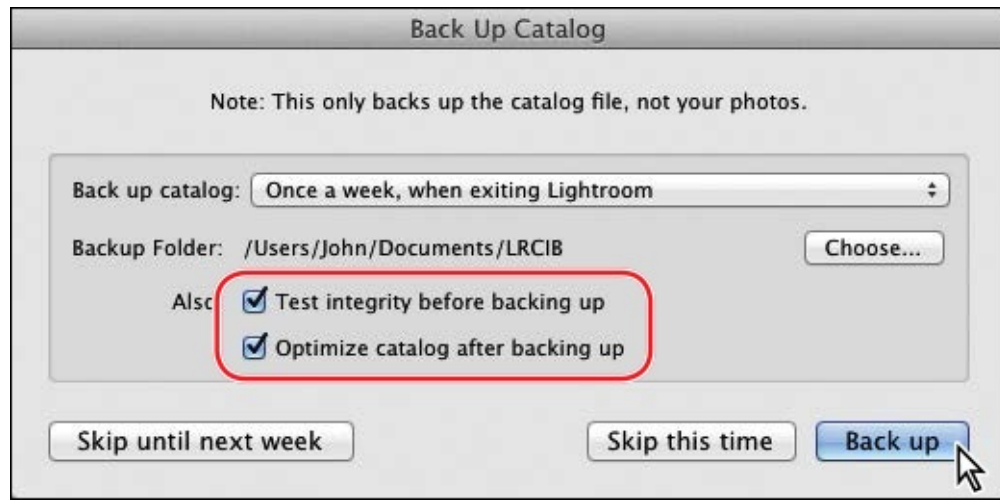 Back Up Catalog
Note: This only backs up the catalog file, not your photos.
Back up catalog: Once a week, when exiting Lightroom
Backup Folder: /Users/John/Documents/LRCIB Choose...
Also Test integrity before backing up
Optimize catalog after backing up
Skip until next week Skip this time Back up